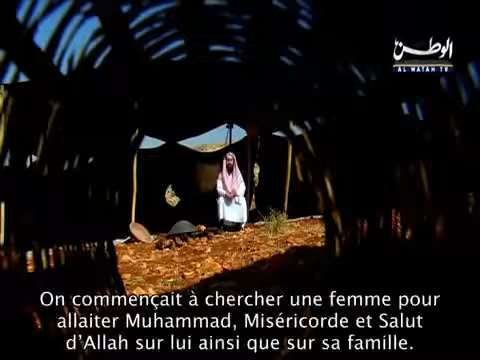 الوطن
AL WATAN TV
On commençait à chercher une femme pour
allaiter Muhammad, Miséricorde et Salut
d'Allah sur lui ainsi que sur sa famille.